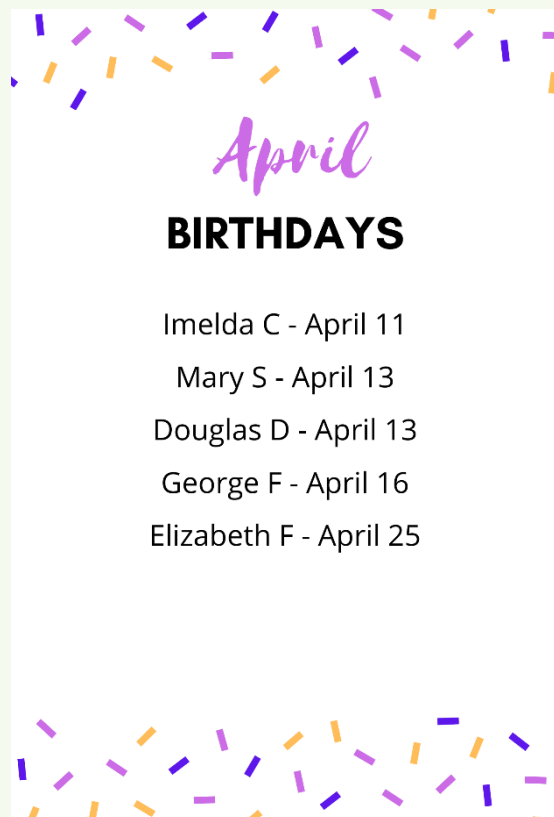 April
BIRTHDAYS
Imelda C - April 11
Mary S - April 13
Douglas D - April 13
George F - April 16
Elizabeth F - April 25